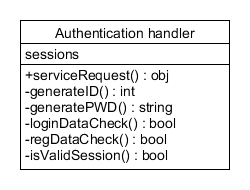 Authentication handler
sessions
+serviceRequest() : obj
-generateID() : int
-generatePWD() : string
-loginDataCheck() : bool
-regDataCheck() : bool
-isValidSession() : bool